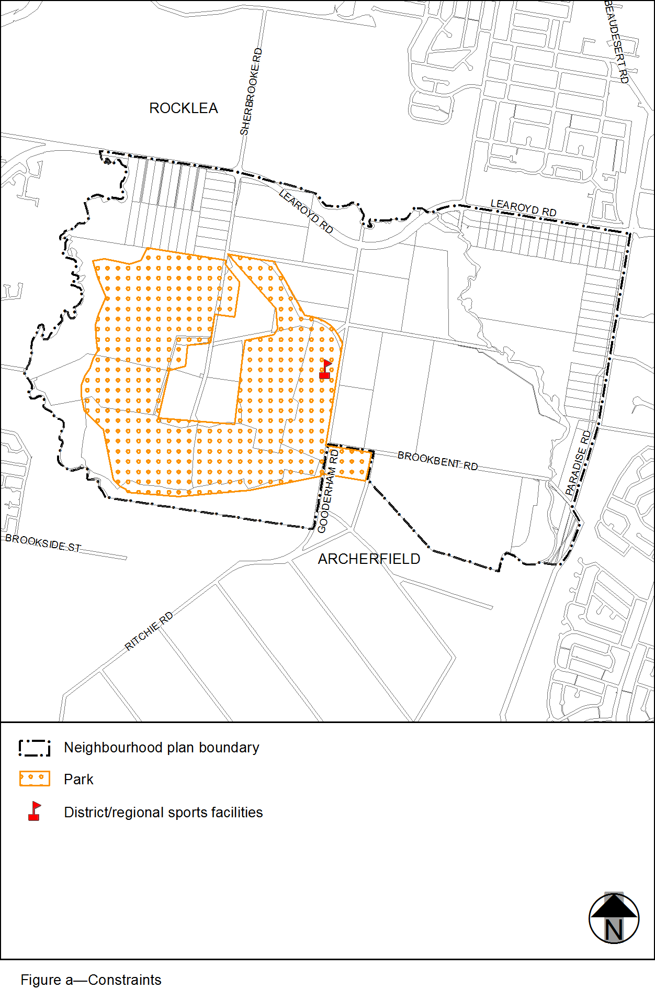 BEAUDESERT RD
SHERBROOKE RD
ROCKLEA
LEAROYD RD
LEAROYD RD
PARADISE RD
BROOKBENT RD
GOODERHAM RD
BROOKSIDE ST
ARCHERFIELD
RITCHIE RD
Neighbourhood plan boundary
Park
District/regional sports facilities
N
Figure a—Constraints